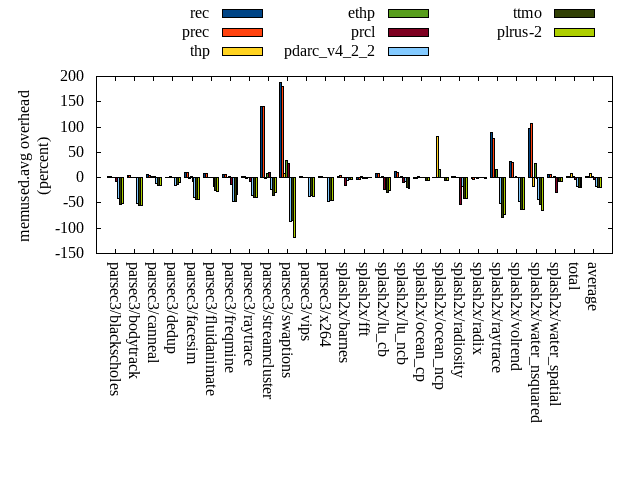 rec
prec
thp
ethp
prcl
pdarc_v4_2_2
ttmo
plrus-2
memused.avg overhead
(percent)
200
150
100
50
0
-50
-100
-150
parsec3/blackscholes
parsec3/bodytrack
parsec3/canneal
parsec3/dedup
parsec3/facesim
parsec3/fluidanimate
parsec3/freqmine
parsec3/raytrace
parsec3/streamcluster
parsec3/swaptions
parsec3/vips
parsec3/x264
splash2x/barnes
splash2x/fft
splash2x/lu_cb
splash2x/lu_ncb
splash2x/ocean_cp
splash2x/ocean_ncp
splash2x/radiosity
splash2x/radix
splash2x/raytrace
splash2x/volrend
splash2x/water_nsquared
splash2x/water_spatial
total
average